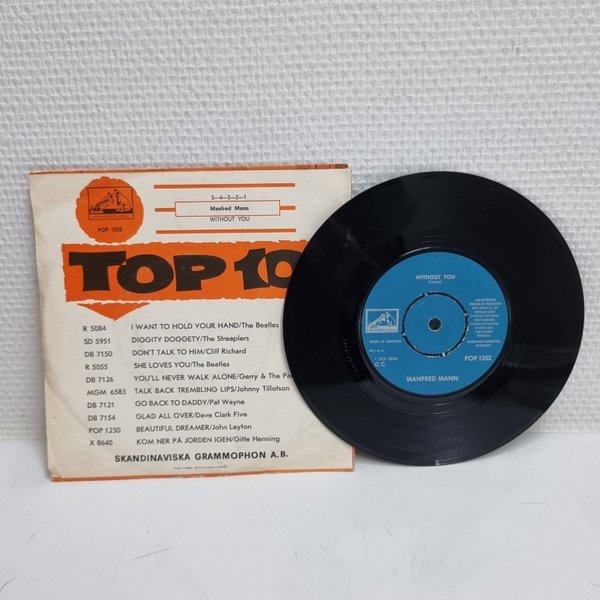 POP 1252
5-4-3-2-1
Manfred Mann
WITHOUT YOU
TOP 10
R 5084 I WANT TO HOLD YOUR HAND/The Beatles
SD 5951 DIGGITY DOGGETY/The Streaplers
DB 7150 DON'T TALK TO HIM/Cliff Richard
R 5055 SHE LOVES YOU/The Beatles
DB 7126 YOU'LL NEVER WALK ALONE/Gerry & The Pa
MGM 6583 TALK BACK TREMBLING LIPS/Johnny Tillotson
DB 7121 GO BACK TO DADDY/Pat Wayne
DB 7154 GLAD ALL OVER/Dave Clark Five
POP 1230 BEAUTIFUL DREAMER/John Leyton
X 8640 KOM NER PÅ JORDEN IGEN/Gitte Henning
SKANDINAVISKA GRAMMOPHON A.B.
WITHOUT YOU
MADE IN SWEDEN
C. C.
POP 1252
MANFRED MANN